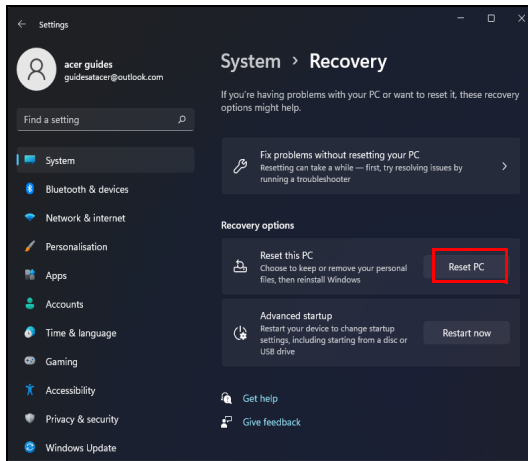 Settings
acer guides
guidesatacer@outlook.com
Find a setting
System
Bluetooth & devices
Network & internet
Personalisation
Apps
Accounts
Time & language
Gaming
Accessibility
Privacy & security
Windows Update
System > Recovery
If you're having problems with your PC or want to reset it, these recovery
options might help.
Fix problems without resetting your PC
Resetting can take a while — first, try resolving issues by
running a troubleshooter
Recovery options
Reset this PC
Choose to keep or remove your personal
files, then reinstall Windows
Reset PC
Advanced startup
Restart your device to change startup
settings, including starting from a disc or
USB drive
Restart now
Get help
Give feedback